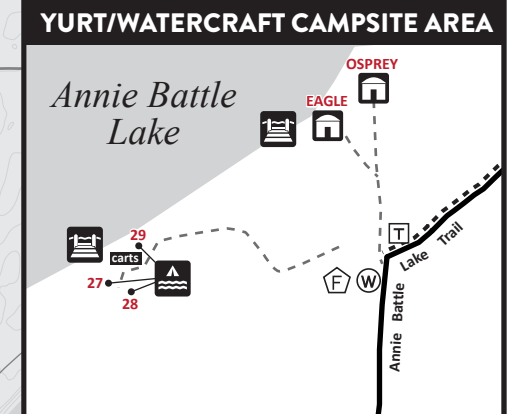 YURT/WATERCRAFT CAMPSITE AREA
OSPREY
Annie Battle
Lake
EAGLE
T
29
carts
27
28
F
W
Annie Battle Lake Trail